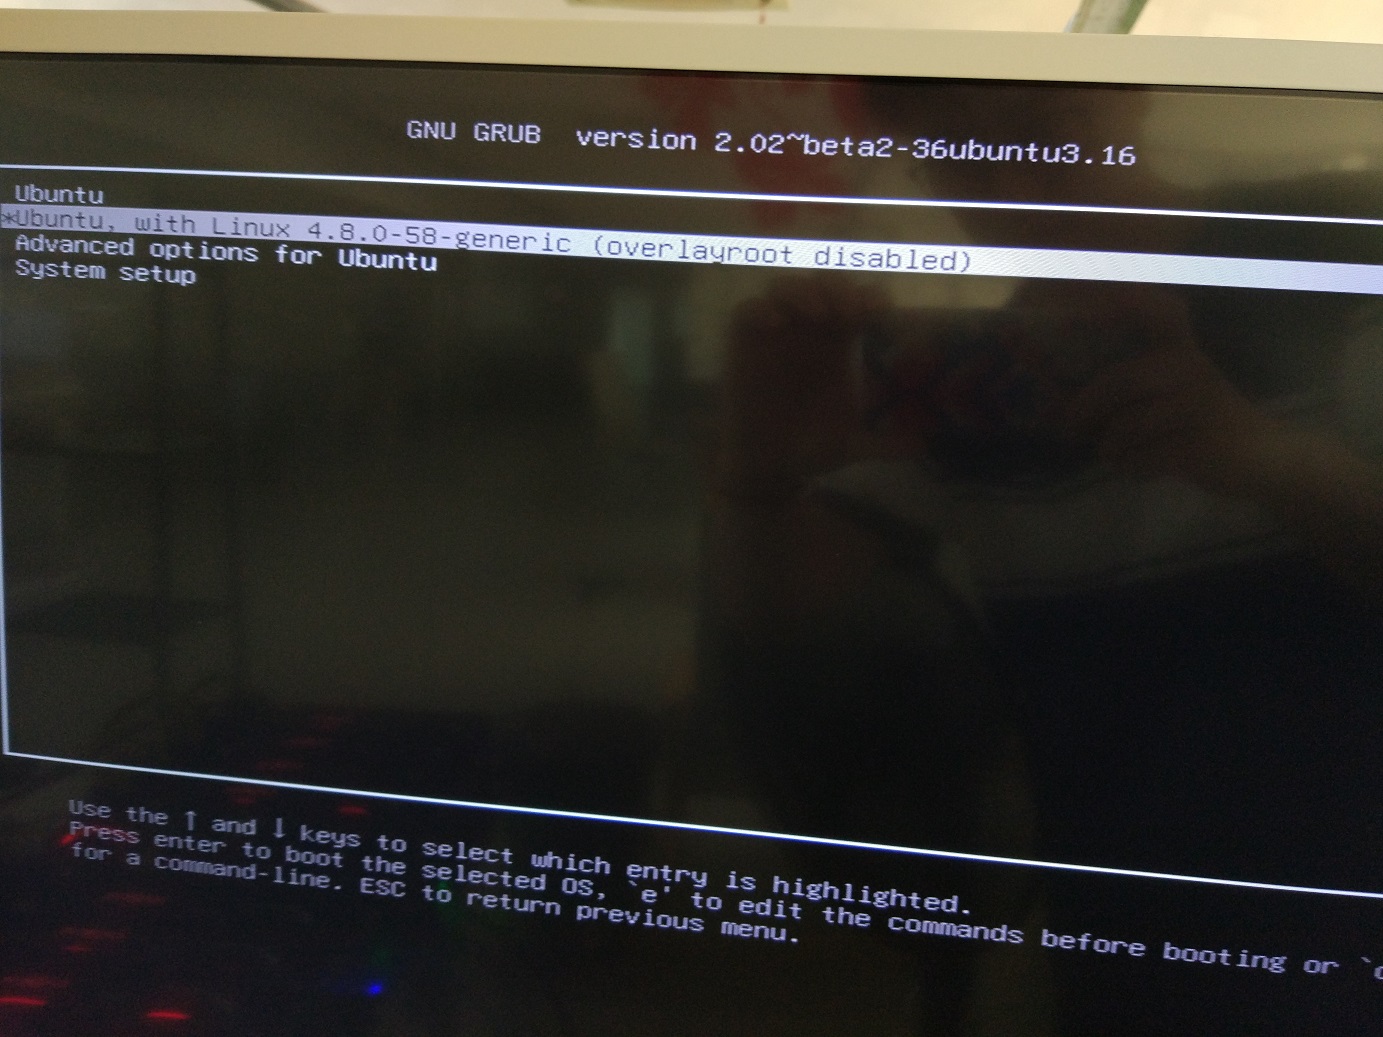 GNU GRUB  version 2.02~beta2-36ubuntu3.16
Ubuntu
*Ubuntu, with Linux 4.8.0-58-generic (overlayroot disabled)
Advanced options for Ubuntu
System setup
Use the ↑ and ↓ keys to select which entry is highlighted.
Press enter to boot the selected OS, `e' to edit the commands before booting or `c
for a command-line. ESC to return previous menu.